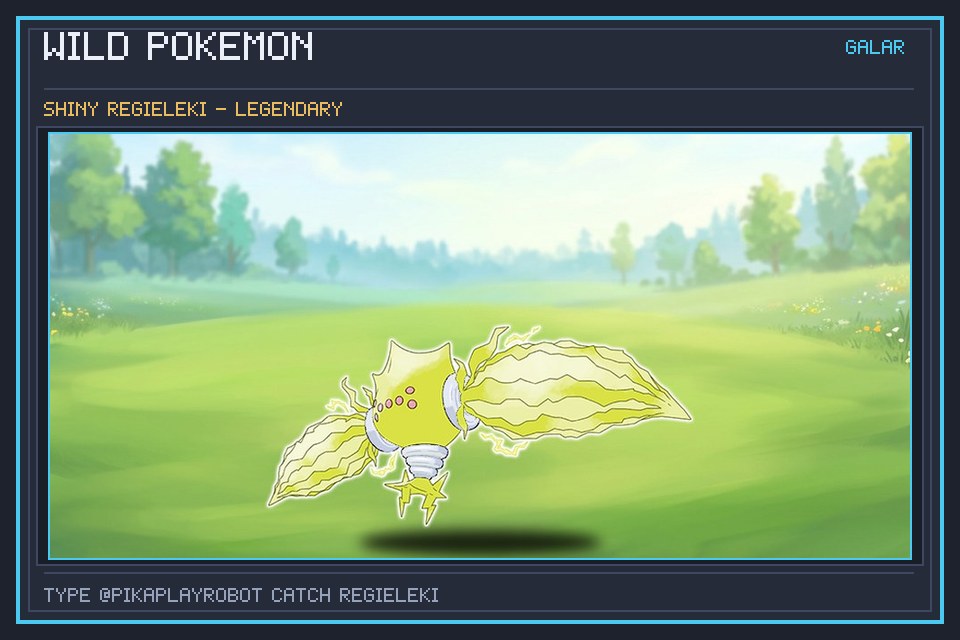 WILD POKEMON
GALAR
SHINY REGIELEKI - LEGENDARY
TYPE @PIKAPLAYROBOT CATCH REGIELEKI